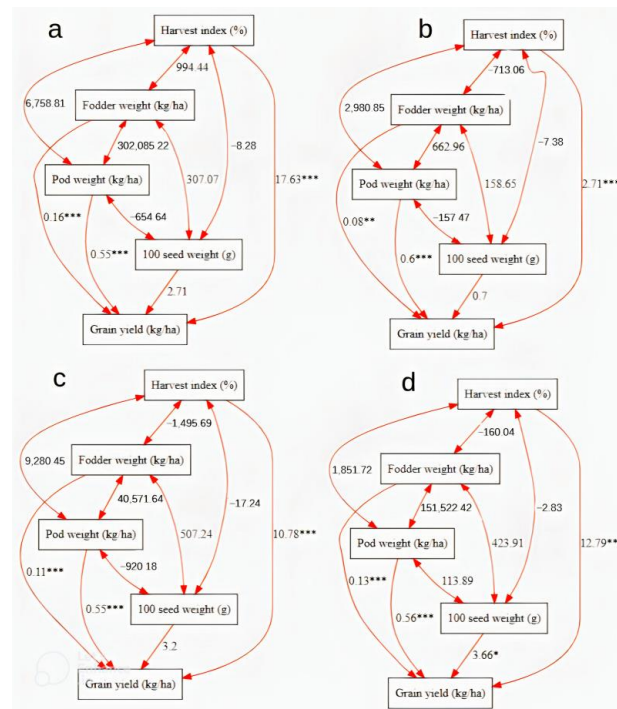 a
Harvest index (%)
994.44
6,758.81
Fodder weight (kg/ha)
302,085 22
−8.28
Pod weight (kg/ha)
307.07
17.63***
0.16***
−654 64
0.55***
100 seed weight (g)
2.71
Grain yield (kg/ha)
b
Harvest index (%)
−713.06
2,980 85
Fodder weight (kg/ha)
−7.38
662.96
Pod weight (kg/ha)
158.65
2.71***
0.08**
−157 47
0.6***
100 seed weight (g)
0.7
Grain yield (kg/ha)
c
Harvest index (%)
−1,495 69
9,280 45
Fodder weight (kg/ha)
−17.24
40,571 64
Pod weight (kg/ha)
507.24
10.78***
0.11***
−920 18
0.55***
100 seed weight (g)
3.2
Grain yield (kg/ha)
d
Harvest index (%)
−160.04
1,851.72
Fodder weight (kg/ha)
−2.83
151,522 42
Pod weight (kg/ha)
423.91
12.79**
0.13***
113.89
0.56***
100 seed weight (g)
3.66*
Grain yield (kg/ha)